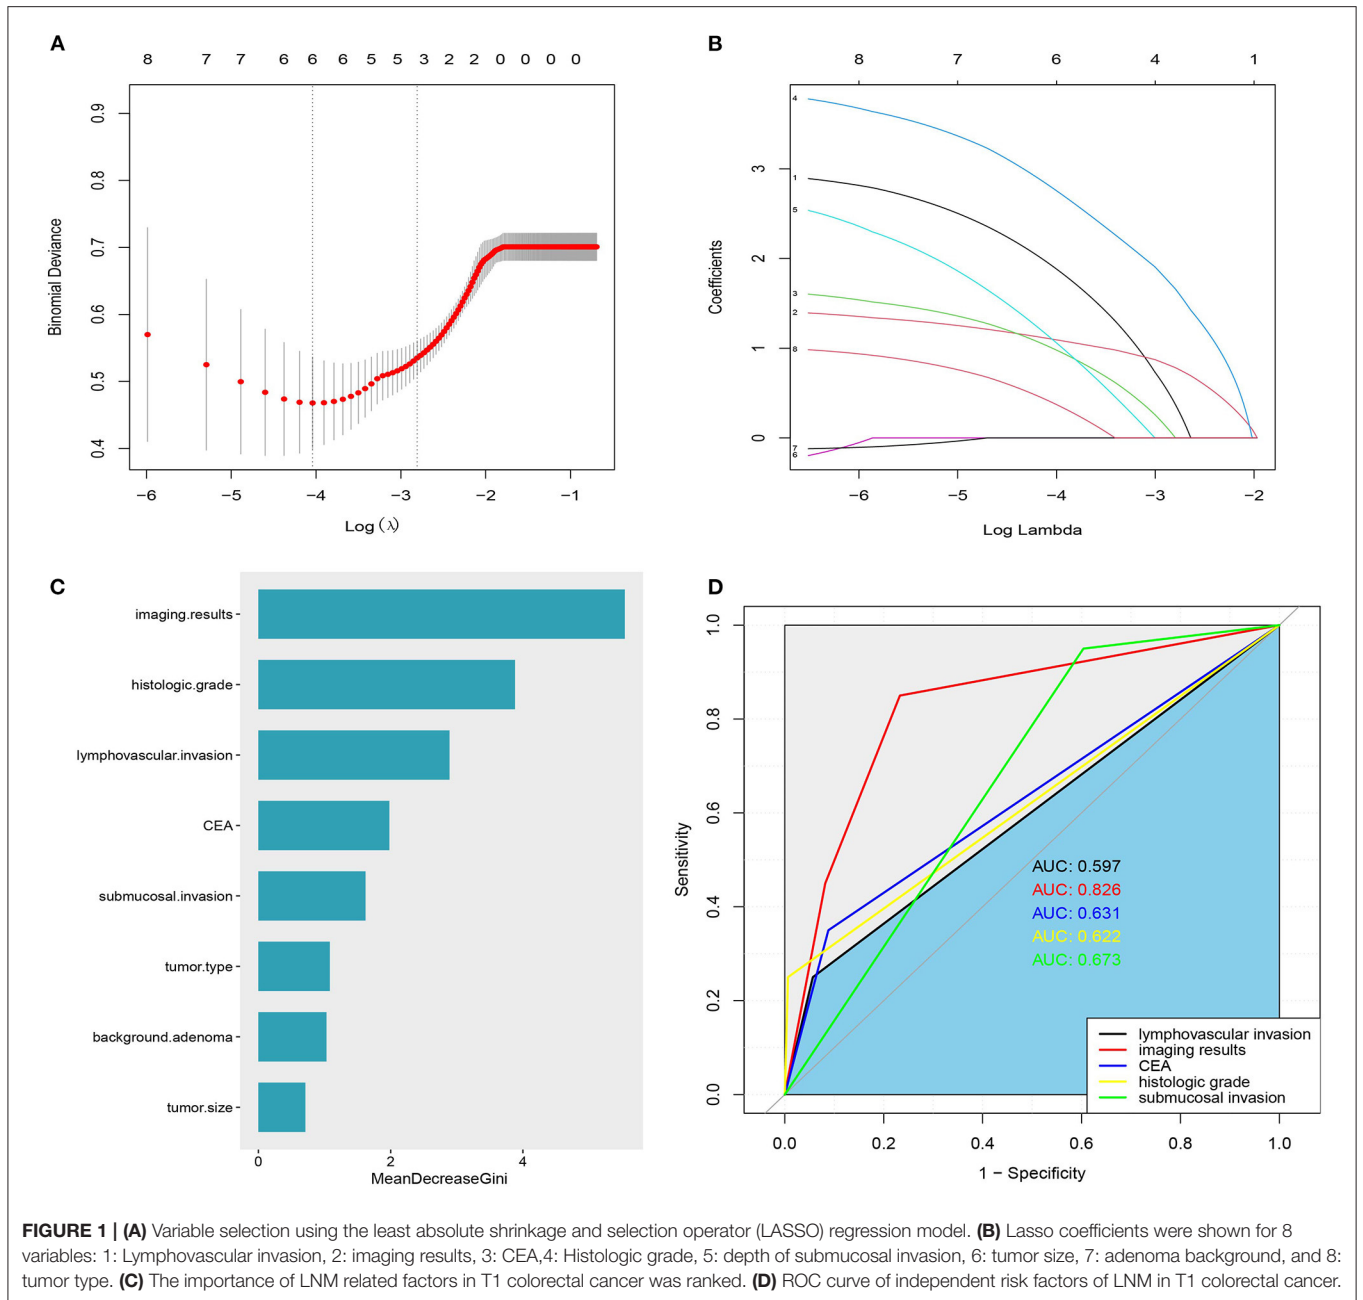 A
8 7 7 6 6 6 5 5 3 2 2 0 0 0 0
0.9
0.8
0.7
0.6
0.5
0.4
Binomial Deviance
−6 −5 −4 −3 −2 −1
Log (λ)
B
8 7 6 4 1
3
2
1
0
Coefficients
4
1
5
3
2
8
7
6
−6 −5 −4 −3 −2
Log Lambda
C
imaging.results
histologic.grade
lymphovascular.invasion
CEA
submucosal.invasion
tumor.type
background.adenoma
tumor.size
0 2 4
MeanDecreaseGini
D
1.0
0.8
0.6
0.4
0.2
0.0
Sensitivity
AUC: 0.597
AUC: 0.826
AUC: 0.631
AUC: 0.622
AUC: 0.673
lymphovascular invasion
imaging results
CEA
histologic grade
submucosal invasion
0.0 0.2 0.4 0.6 0.8 1.0
1 − Specificity
FIGURE 1 | (A) Variable selection using the least absolute shrinkage and selection operator (LASSO) regression model. (B) Lasso coefficients were shown for 8
variables: 1: Lymphovascular invasion, 2: imaging results, 3: CEA,4: Histologic grade, 5: depth of submucosal invasion, 6: tumor size, 7: adenoma background, and 8:
tumor type. (C) The importance of LNM related factors in T1 colorectal cancer was ranked. (D) ROC curve of independent risk factors of LNM in T1 colorectal cancer.